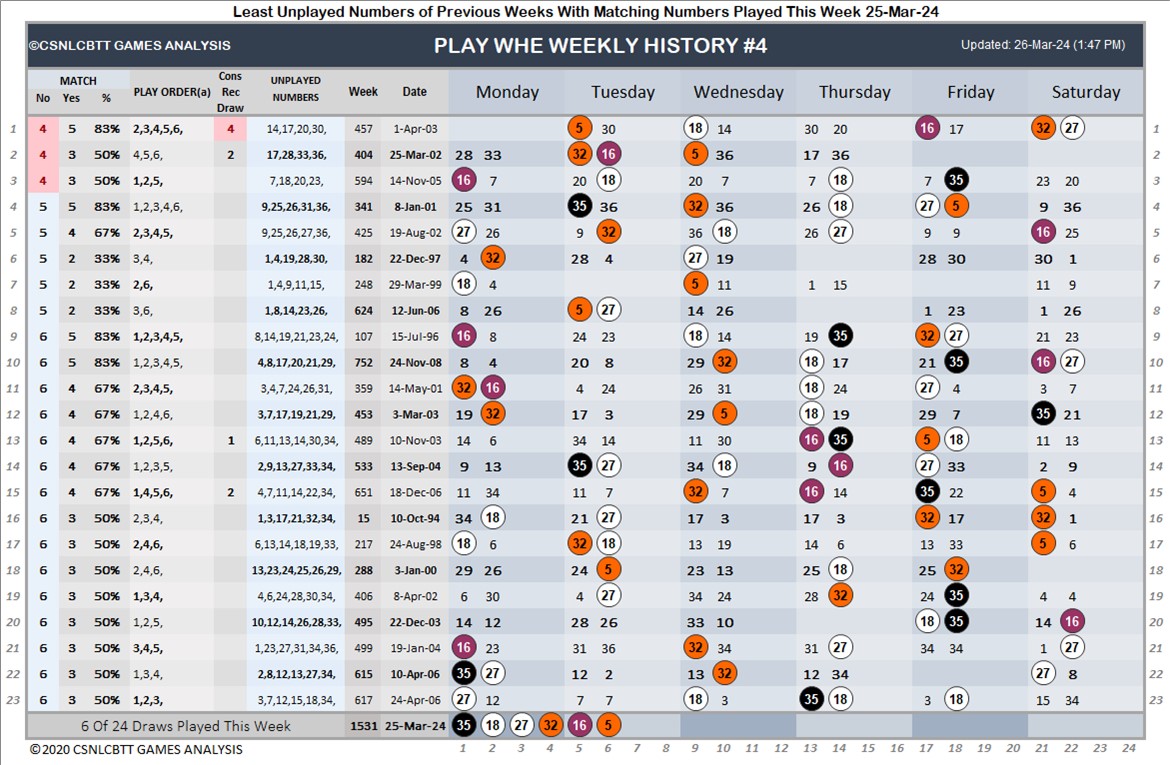 Least Unplayed Numbers of Previous Weeks With Matching Numbers Played This Week 25-Mar-24
©CSNLCBTT GAMES ANALYSIS PLAY WHE WEEKLY HISTORY #4 Updated: 26-Mar-24 (1:47 PM)
MATCH Cons
No Yes % PLAY ORDER(a) Rec UNPLAYED NUMBERS Week Date Monday Tuesday Wednesday Thursday Friday Saturday
Draw
1 4 5 83% 2,3,4,5,6, 4 14,17,20,30, 457 1-Apr-03 5 30 18 14 30 20 16 17 32 27 1
2 4 3 50% 4,5,6, 2 17,28,33,36, 404 25-Mar-02 28 33 32 16 5 36 17 36 2
3 4 3 50% 1,2,5, 7,18,20,23, 594 14-Nov-05 16 7 20 18 20 7 7 18 7 35 23 20 3
4 5 5 83% 1,2,3,4,6, 9,25,26,31,36, 341 8-Jan-01 25 31 35 36 32 36 26 18 27 5 9 36 4
5 5 4 67% 2,3,4,5, 9,25,26,27,36, 425 19-Aug-02 27 26 9 32 36 18 26 27 9 9 16 25 5
6 5 2 33% 3,4, 1,4,19,28,30, 182 22-Dec-97 4 32 28 4 27 19 28 30 30 1 6
7 5 2 33% 2,6, 1,4,9,11,15, 248 29-Mar-99 18 4 5 11 1 15 11 9 7
8 5 2 33% 3,6, 1,8,14,23,26, 624 12-Jun-06 8 26 5 27 14 26 1 23 1 26 8
9 6 5 83% 1,2,3,4,5, 8,14,19,21,23,24, 107 15-Jul-96 16 8 24 23 18 14 19 35 32 27 21 23 9
10 6 5 83% 1,2,3,4,5, 4,8,17,20,21,29, 752 24-Nov-08 8 4 20 8 29 32 18 17 21 35 16 27 10
11 6 4 67% 2,3,4,5, 3,4,7,24,26,31, 359 14-May-01 32 16 4 24 26 31 18 24 27 4 3 7 11
12 6 4 67% 1,2,4,6, 3,7,17,19,21,29, 453 3-Mar-03 19 32 17 3 29 5 18 19 29 7 35 21 12
13 6 4 67% 1,2,5,6, 1 6,11,13,14,30,34, 489 10-Nov-03 14 6 34 14 11 30 16 35 5 18 11 13 13
14 6 4 67% 1,2,3,5, 2,9,13,27,33,34, 533 13-Sep-04 9 13 35 27 34 18 9 16 27 33 2 9 14
15 6 4 67% 1,4,5,6, 2 4,7,11,14,22,34, 651 18-Dec-06 11 34 11 7 32 7 16 14 35 22 5 4 15
16 6 3 50% 2,3,4, 1,3,17,21,32,34, 15 10-Oct-94 34 18 21 27 17 3 17 3 32 17 32 1 16
17 6 3 50% 2,4,6, 6,13,14,18,19,33, 217 24-Aug-98 18 6 32 18 13 19 14 6 13 33 5 6 17
18 6 3 50% 2,4,6, 13,23,24,25,26,29, 288 3-Jan-00 29 26 24 5 23 13 25 18 25 32 18
19 6 3 50% 1,3,4, 4,6,24,28,30,34, 406 8-Apr-02 6 30 4 27 34 24 28 32 24 35 4 4 19
20 6 3 50% 1,2,5, 10,12,14,26,28,33, 495 22-Dec-03 14 12 28 26 33 10 18 35 14 16 20
21 6 3 50% 3,4,5, 1,23,27,31,34,36, 499 19-Jan-04 16 23 31 36 32 34 31 27 34 34 1 27 21
22 6 3 50% 1,3,4, 2,8,12,13,27,34, 615 10-Apr-06 35 27 12 2 13 32 12 34 27 8 22
23 6 3 50% 1,2,3, 3,7,12,15,18,34, 617 24-Apr-06 27 12 7 7 18 3 35 18 3 18 15 34 23
6 Of 24 Draws Played This Week 1531 25-Mar-24 35 18 27 32 16 5
© 2020 CSNLCBTT GAMES ANALYSIS 1 2 3 4 5 6 7 8 9 10 11 12 13 14 15 16 17 18 19 20 21 22 23 24